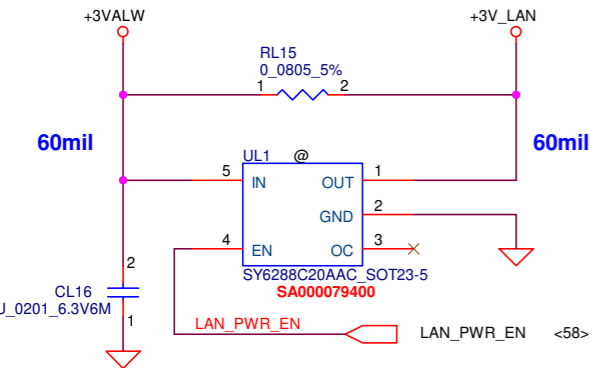 +3VALW
+3V_LAN
RL15
0_0805_5%
1
2
60mil
60mil
UL1
@
5
IN
OUT
1
GND
2
4
EN
OC
3
SY6288C20AAC_SOT23-5
SA000079400
2
CL16
U_0201_6.3V6M
1
LAN_PWR_EN
LAN_PWR_EN <58>